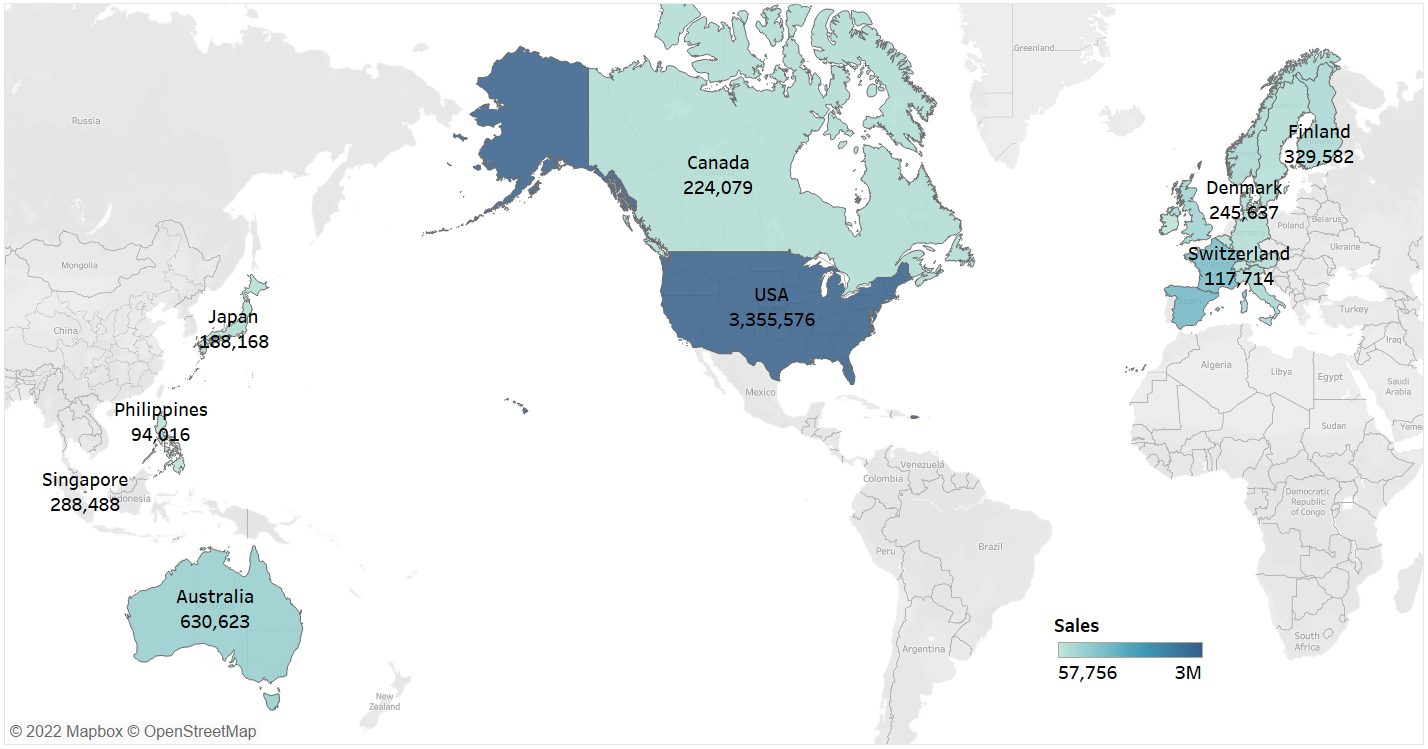 Greenland
Russia
Finland
329,582
Canada
224,079
Denmark
245,637
Belarus
Poland
Ukraine
Mongolia
Switzerland
117,714
USA
3,355,576
Spain
Japan
188,168
China
Turkey
Iraq
Algeria
Libya
Egypt
Saudi
Arabia
Mexico
Philippines
94,016
Sudan
Venezuela
Colombia
Singapore
288,488
Democratic
Republic
of Congo
Peru
Brazil
Australia
630,623
Sales
57,756 3M
South
Africa
Argentina
New
Zealand
© 2022 Mapbox © OpenStreetMap